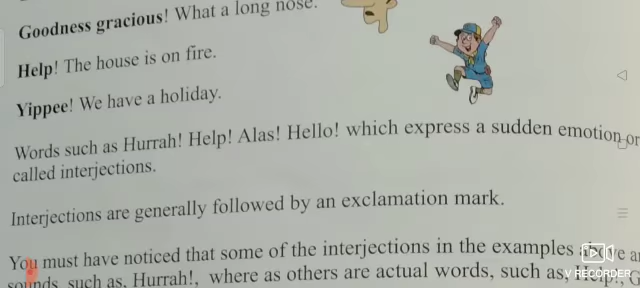 Goodness gracious! What a long nose.
Help! The house is on fire.
Yippee! We have a holiday.
Words such as Hurrah! Help! Alas! Hello! which express a sudden emotion or
called interjections.
Interjections are generally followed by an exclamation mark.
You must have noticed that some of the interjections in the examples above
sounds, such as, Hurrah!, where as others are actual words, such as, Help!,
V RECORDER